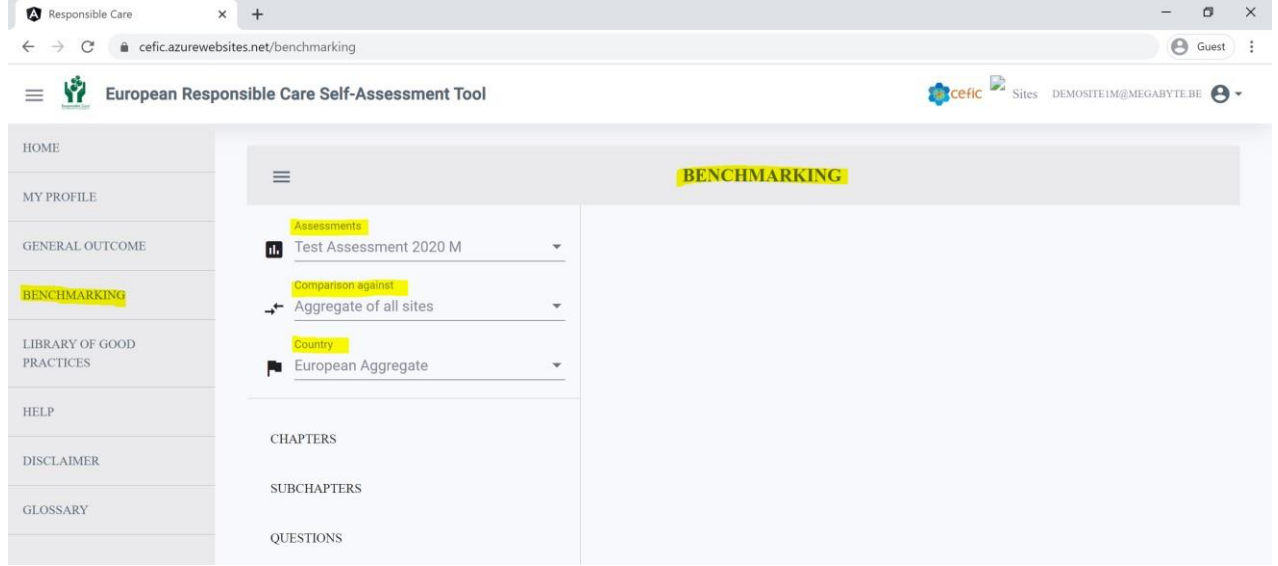 Responsible Care
cefic.azurewebsites.net/benchmarking
Guest
European Responsible Care Self-Assessment Tool
cefic
Sites
DEMOSITE1M@MEGABYTE.BE
HOME
MY PROFILE
GENERAL OUTCOME
BENCHMARKING
LIBRARY OF GOOD
PRACTICES
HELP
DISCLAIMER
GLOSSARY
BENCHMARKING
Assessments
Test Assessment 2020 M
Comparison against
Aggregate of all sites
Country
European Aggregate
CHAPTERS
SUBCHAPTERS
QUESTIONS